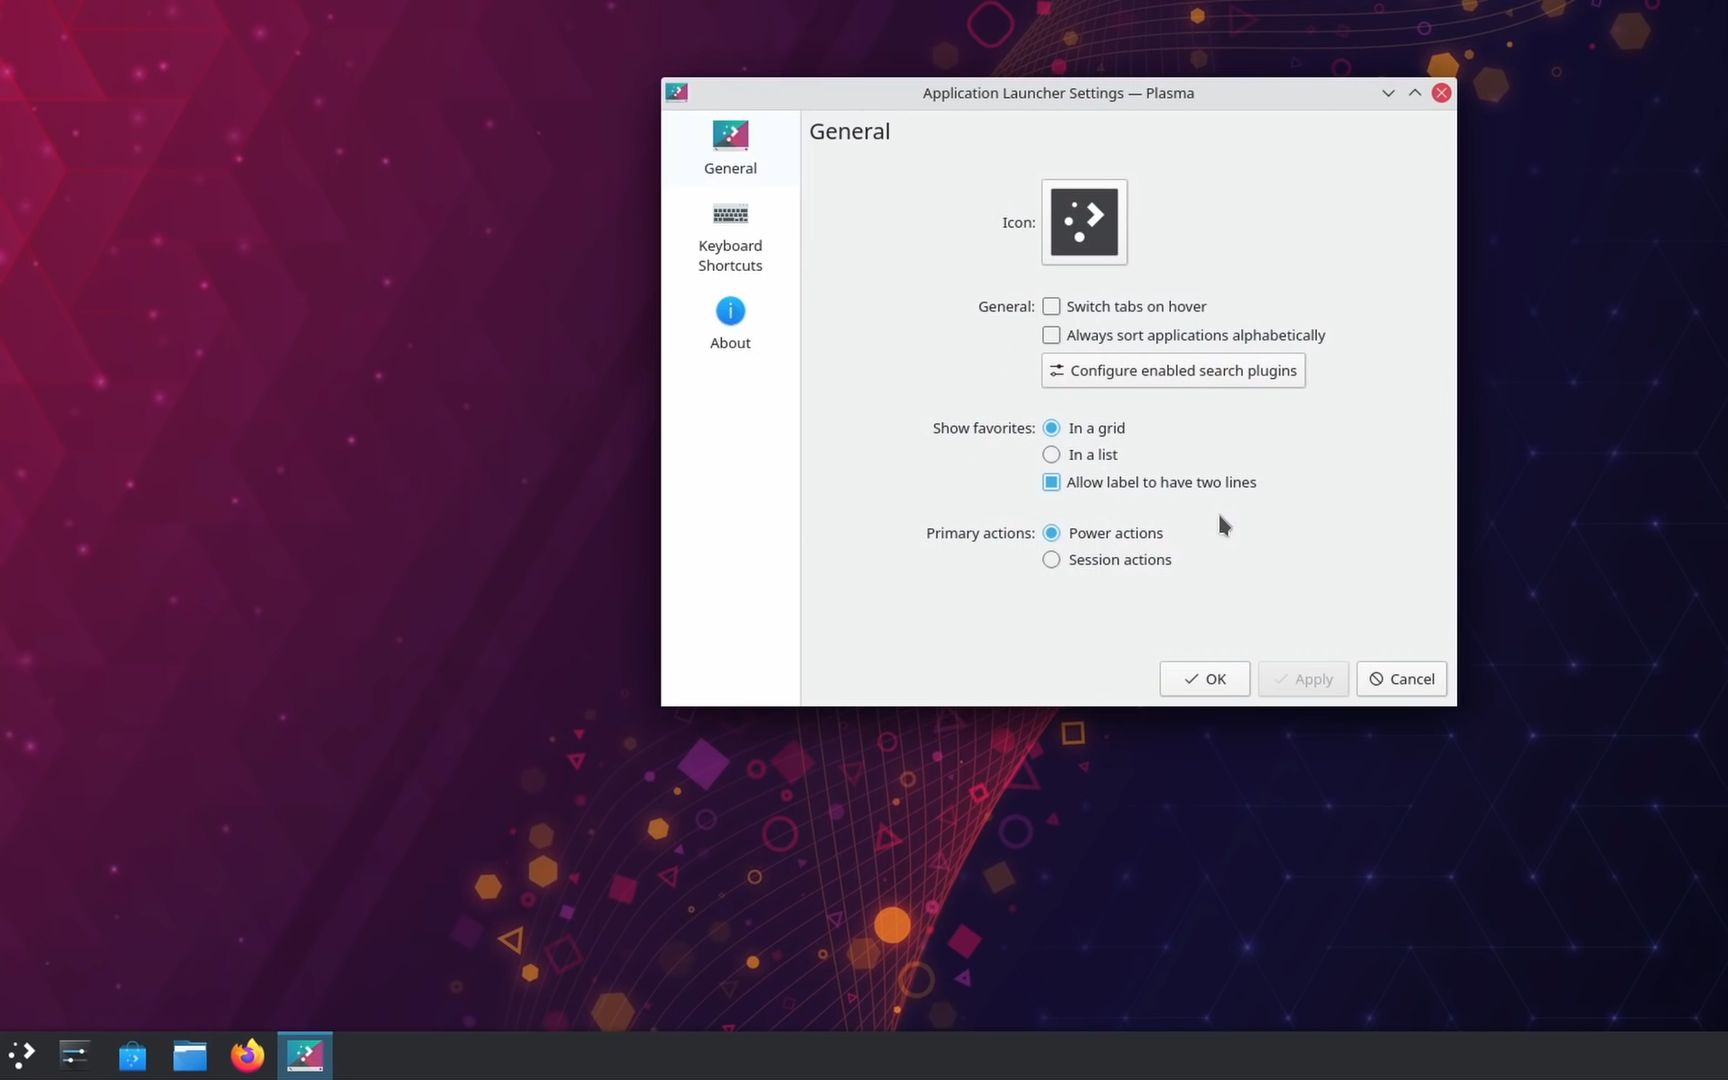 Application Launcher Settings — Plasma
General
Keyboard
Shortcuts
About
General
Icon:
General:
Switch tabs on hover
Always sort applications alphabetically
Configure enabled search plugins
Show favorites:
In a grid
In a list
Allow label to have two lines
Primary actions:
Power actions
Session actions
OK
Apply
Cancel